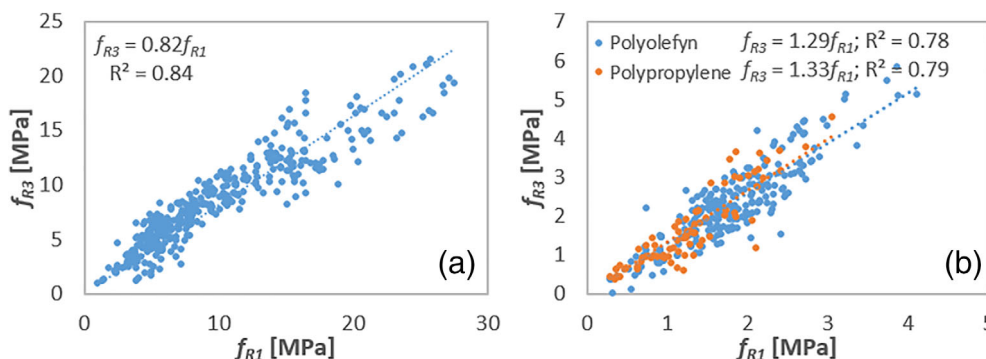 25
20
15
10
5
0
f_R3 [MPa]
f_R3 = 0.82f_R1
R² = 0.84
(a)
0 10 20 30
f_R1 [MPa]
7
6
5
4
3
2
1
0
f_R3 [MPa]
Polyolefyn f_R3 = 1.29f_R1; R² = 0.78
Polypropylene f_R3 = 1.33f_R1; R² = 0.79
(b)
0 1 2 3 4 5
f_R1 [MPa]